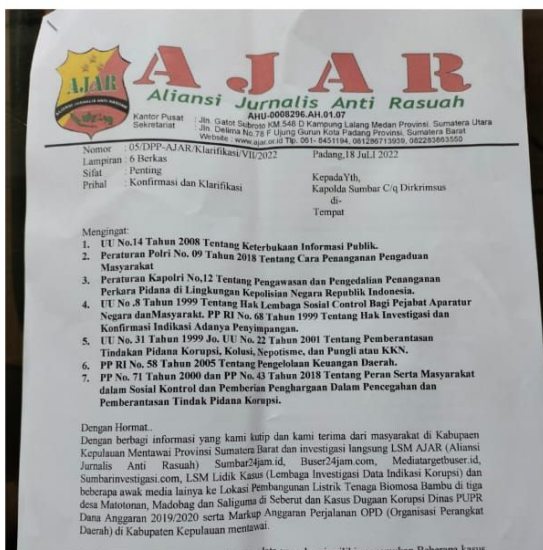 AJAR
AJAR
Aliansi Jurnalis Anti Rasuah
AHU-0008296.AH.01.07
Kantor Pusat : Jln. Gatot Subroto KM.548 D Kampung Lalang Medan Provinsi. Sumatera Utara
Sekretariat : Jln. Delima No.78 F Ujung Gurun Kota Padang Provinsi. Sumatera Barat
Website : www.ajar.or.id Tlp. 061- 8451194, 081286713939, 082283863550
Nomor : 05/DPP-AJAR/Klarifikasi/VII/2022 Padang,18 JuLI 2022
Lampiran : 6 Berkas
Sifat : Penting KepadaYth,
Prihal : Konfirmasi dan Klarifikasi Kapolda Sumbar C/q Dirkrimsus
di-
Tempat
Mengingat:
1. UU No.14 Tahun 2008 Tentang Keterbukaan Informasi Publik.
2. Peraturan Polri No. 09 Tahun 2018 Tentang Cara Penanganan Pengaduan
Masyarakat
3. Peraturan Kapolri No,12 Tentang Pengawasan dan Pengedalian Penanganan
Perkara Pidana di Lingkungan Kepolisian Negara Republik Indonesia.
4. UU No ,8 Tahun 1999 Tentang Hak Lembaga Sosial Control Bagi Pejabat Aparatur
Negara danMasyarakt. PP RI No. 68 Tahun 1999 Tentang Hak Investigasi dan
Konfirmasi Indikasi Adanya Penyimpangan.
5. UU No. 31 Tahun 1999 Jo. UU No. 22 Tahun 2001 Tentang Pemberantasan
Tindakan Pidana Korupsi, Kolusi, Nepotisme, dan Pungli atau KKN.
6. PP RI No. 58 Tahun 2005 Tentang Pengelolaan Keuangan Daerah.
7. PP No. 71 Tahun 2000 dan PP No. 43 Tahun 2018 Tentang Peran Serta Masyarakat
dalam Sosial Kontrol dan Pemberian Penghargaan Dalam Pencegahan dan
Pemberantasan Tindak Pidana Korupsi.
Dengan Hormat..
Dengan berbagi informasi yang kami kutip dan kami terima dari masyarakat di Kabupaen
Kepulauan Mentawai Provinsi Sumatera Barat dan investigasi langsung LSM AJAR (Aliansi
Jurnalis Anti Rasuah) Sumbar24jam.id, Buser24jam.com, Mediatargetbuser.id,
Sumbarinvestigasi.com, LSM Lidik Kasus (Lembaga Investigasi Data Indikasi Korupsi) dan
beberapa awak media lainya ke Lokasi Pembangunan Listrik Tenaga Biomosa Bambu di tiga
desa Matotonan, Madobag dan Saliguma di Seberut dan Kasus Dugaan Korupsi Dinas PUPR
Dana Anggaran 2019/2020 serta Markup Anggaran Perjalanan OPD (Organisasi Perangkat
Daerah) di Kabupaten Kepulauan mentawai.